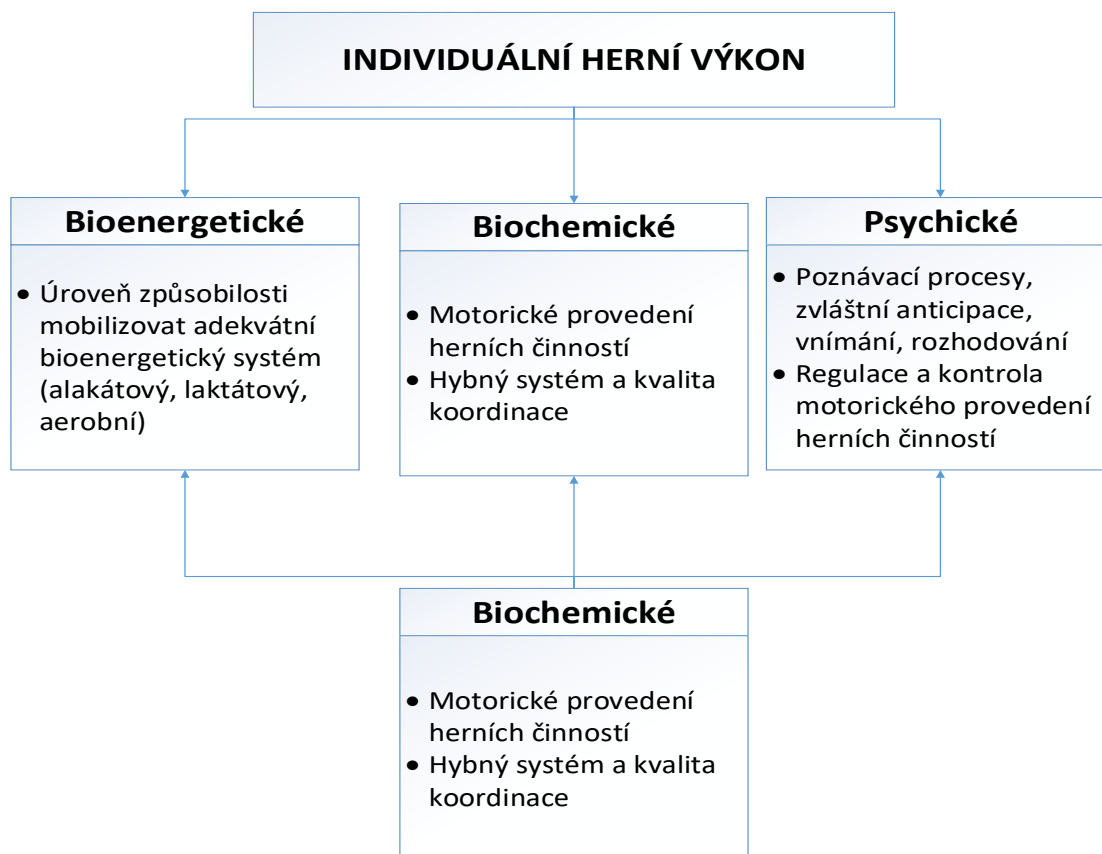 INDIVIDUÁLNÍ HERNÍ VÝKON
Bioenergetické
• Úroveň způsobilosti
mobilizovat adekvátní
bioenergetický systém
(alakátový, laktátový,
aerobní)
Biochemické
• Motorické provedení
herních činností
• Hybný systém a kvalita
koordinace
Psychické
• Poznávací procesy,
zvláštní anticipace,
vnímání, rozhodování
• Regulace a kontrola
motorického provedení
herních činností
Biochemické
• Motorické provedení
herních činností
• Hybný systém a kvalita
koordinace